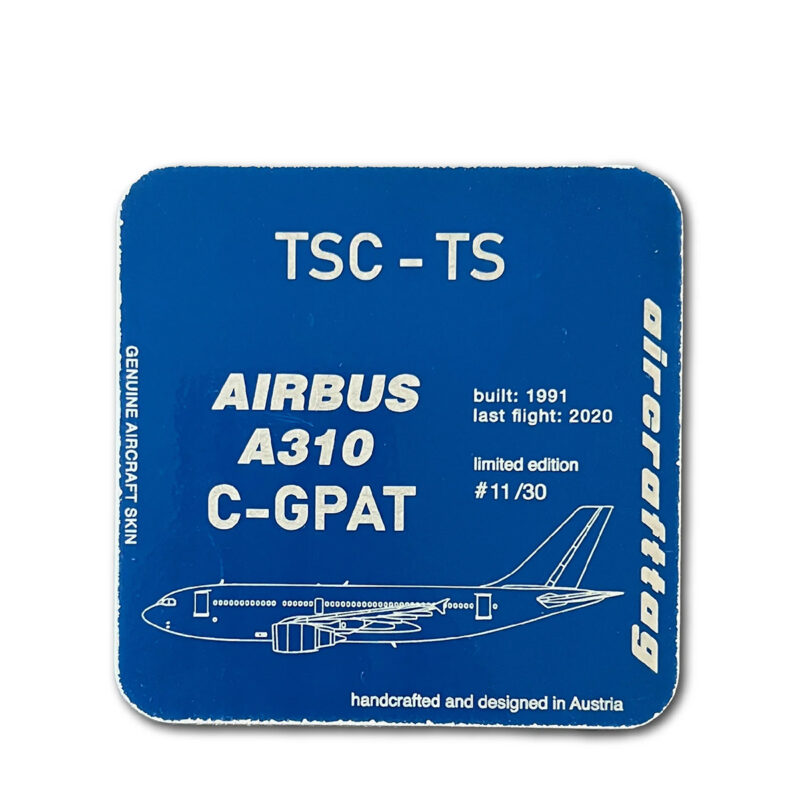 TSC - TS
GENUINE AIRCRAFT SKIN
AIRBUS
A310
C-GPAT
built: 1991
last flight: 2020
limited edition
#11/30
aircrafttag
handcrafted and designed in Austria